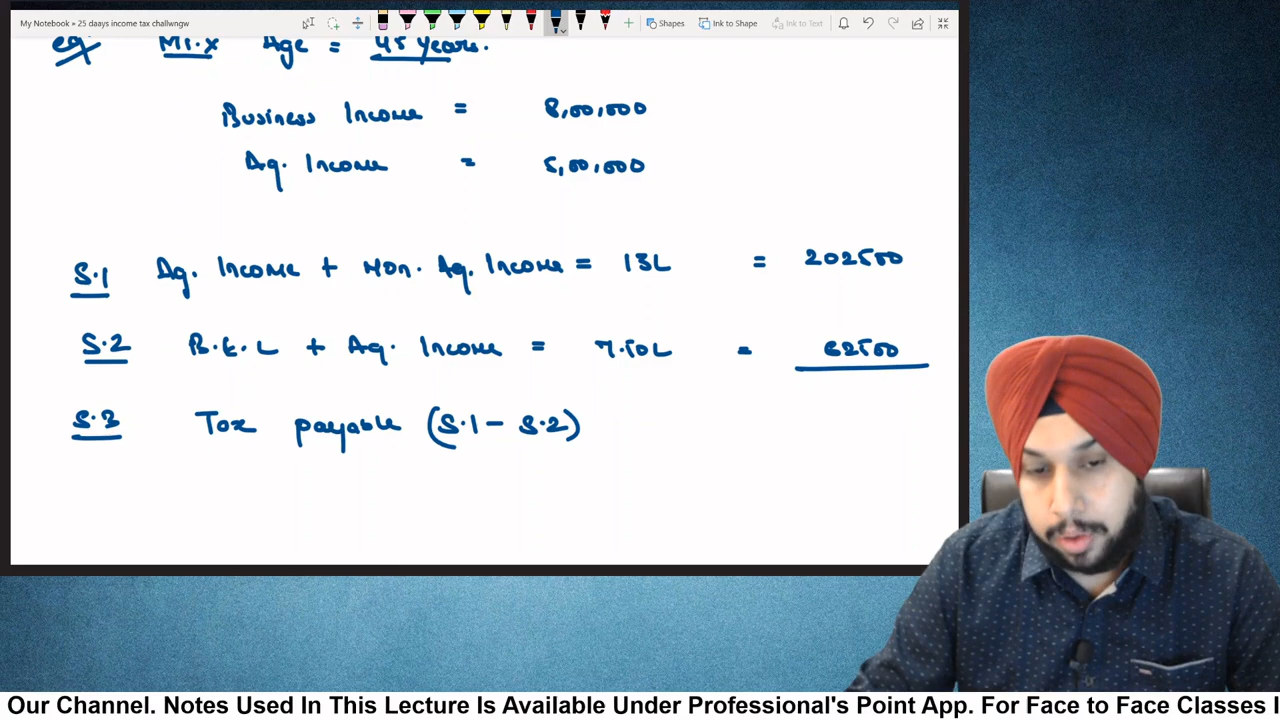 My Notebook = 25 daays income tax challwngw
Shapes
Ink to Shape
Ink to Text
eg Mr.X Age = 45 years.
Business Income = 8,00,000
Ag. Income = 5,00,000
S.1 Ag. Income + Non. Ag. Income = 13L = 202500
S.2 B.E.L + Ag. Income = 7.50L = 62500
S.3 Tax payable (S.1 - S.2)
Our Channel. Notes Used In This Lecture Is Available Under Professional's Point App. For Face to Face Classes I